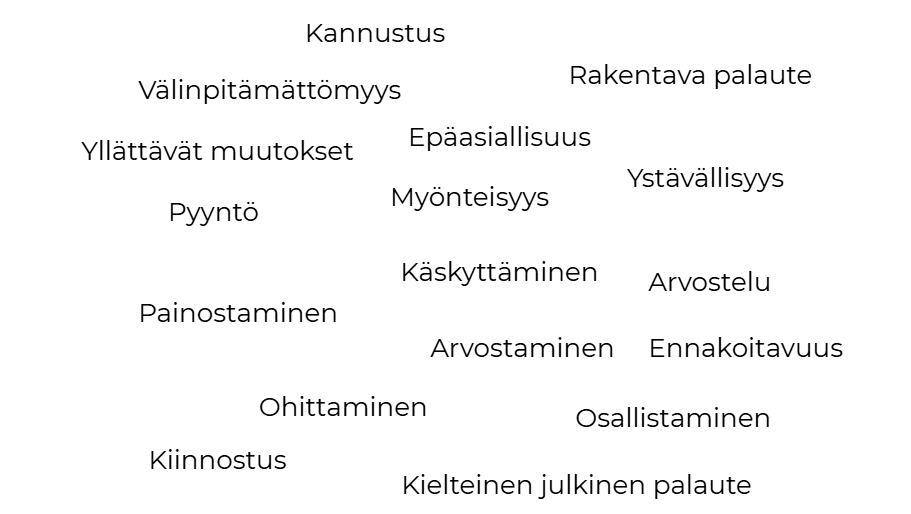 Kannustus
Rakentava palaute
Välinpitämättömyys
Epäasiallisuus
Yllättävät muutokset
Ystävällisyys
Myönteisyys
Pyyntö
Käskyttäminen
Arvostelu
Painostaminen
Arvostaminen
Ennakoitavuus
Ohittaminen
Osallistaminen
Kiinnostus
Kielteinen julkinen palaute